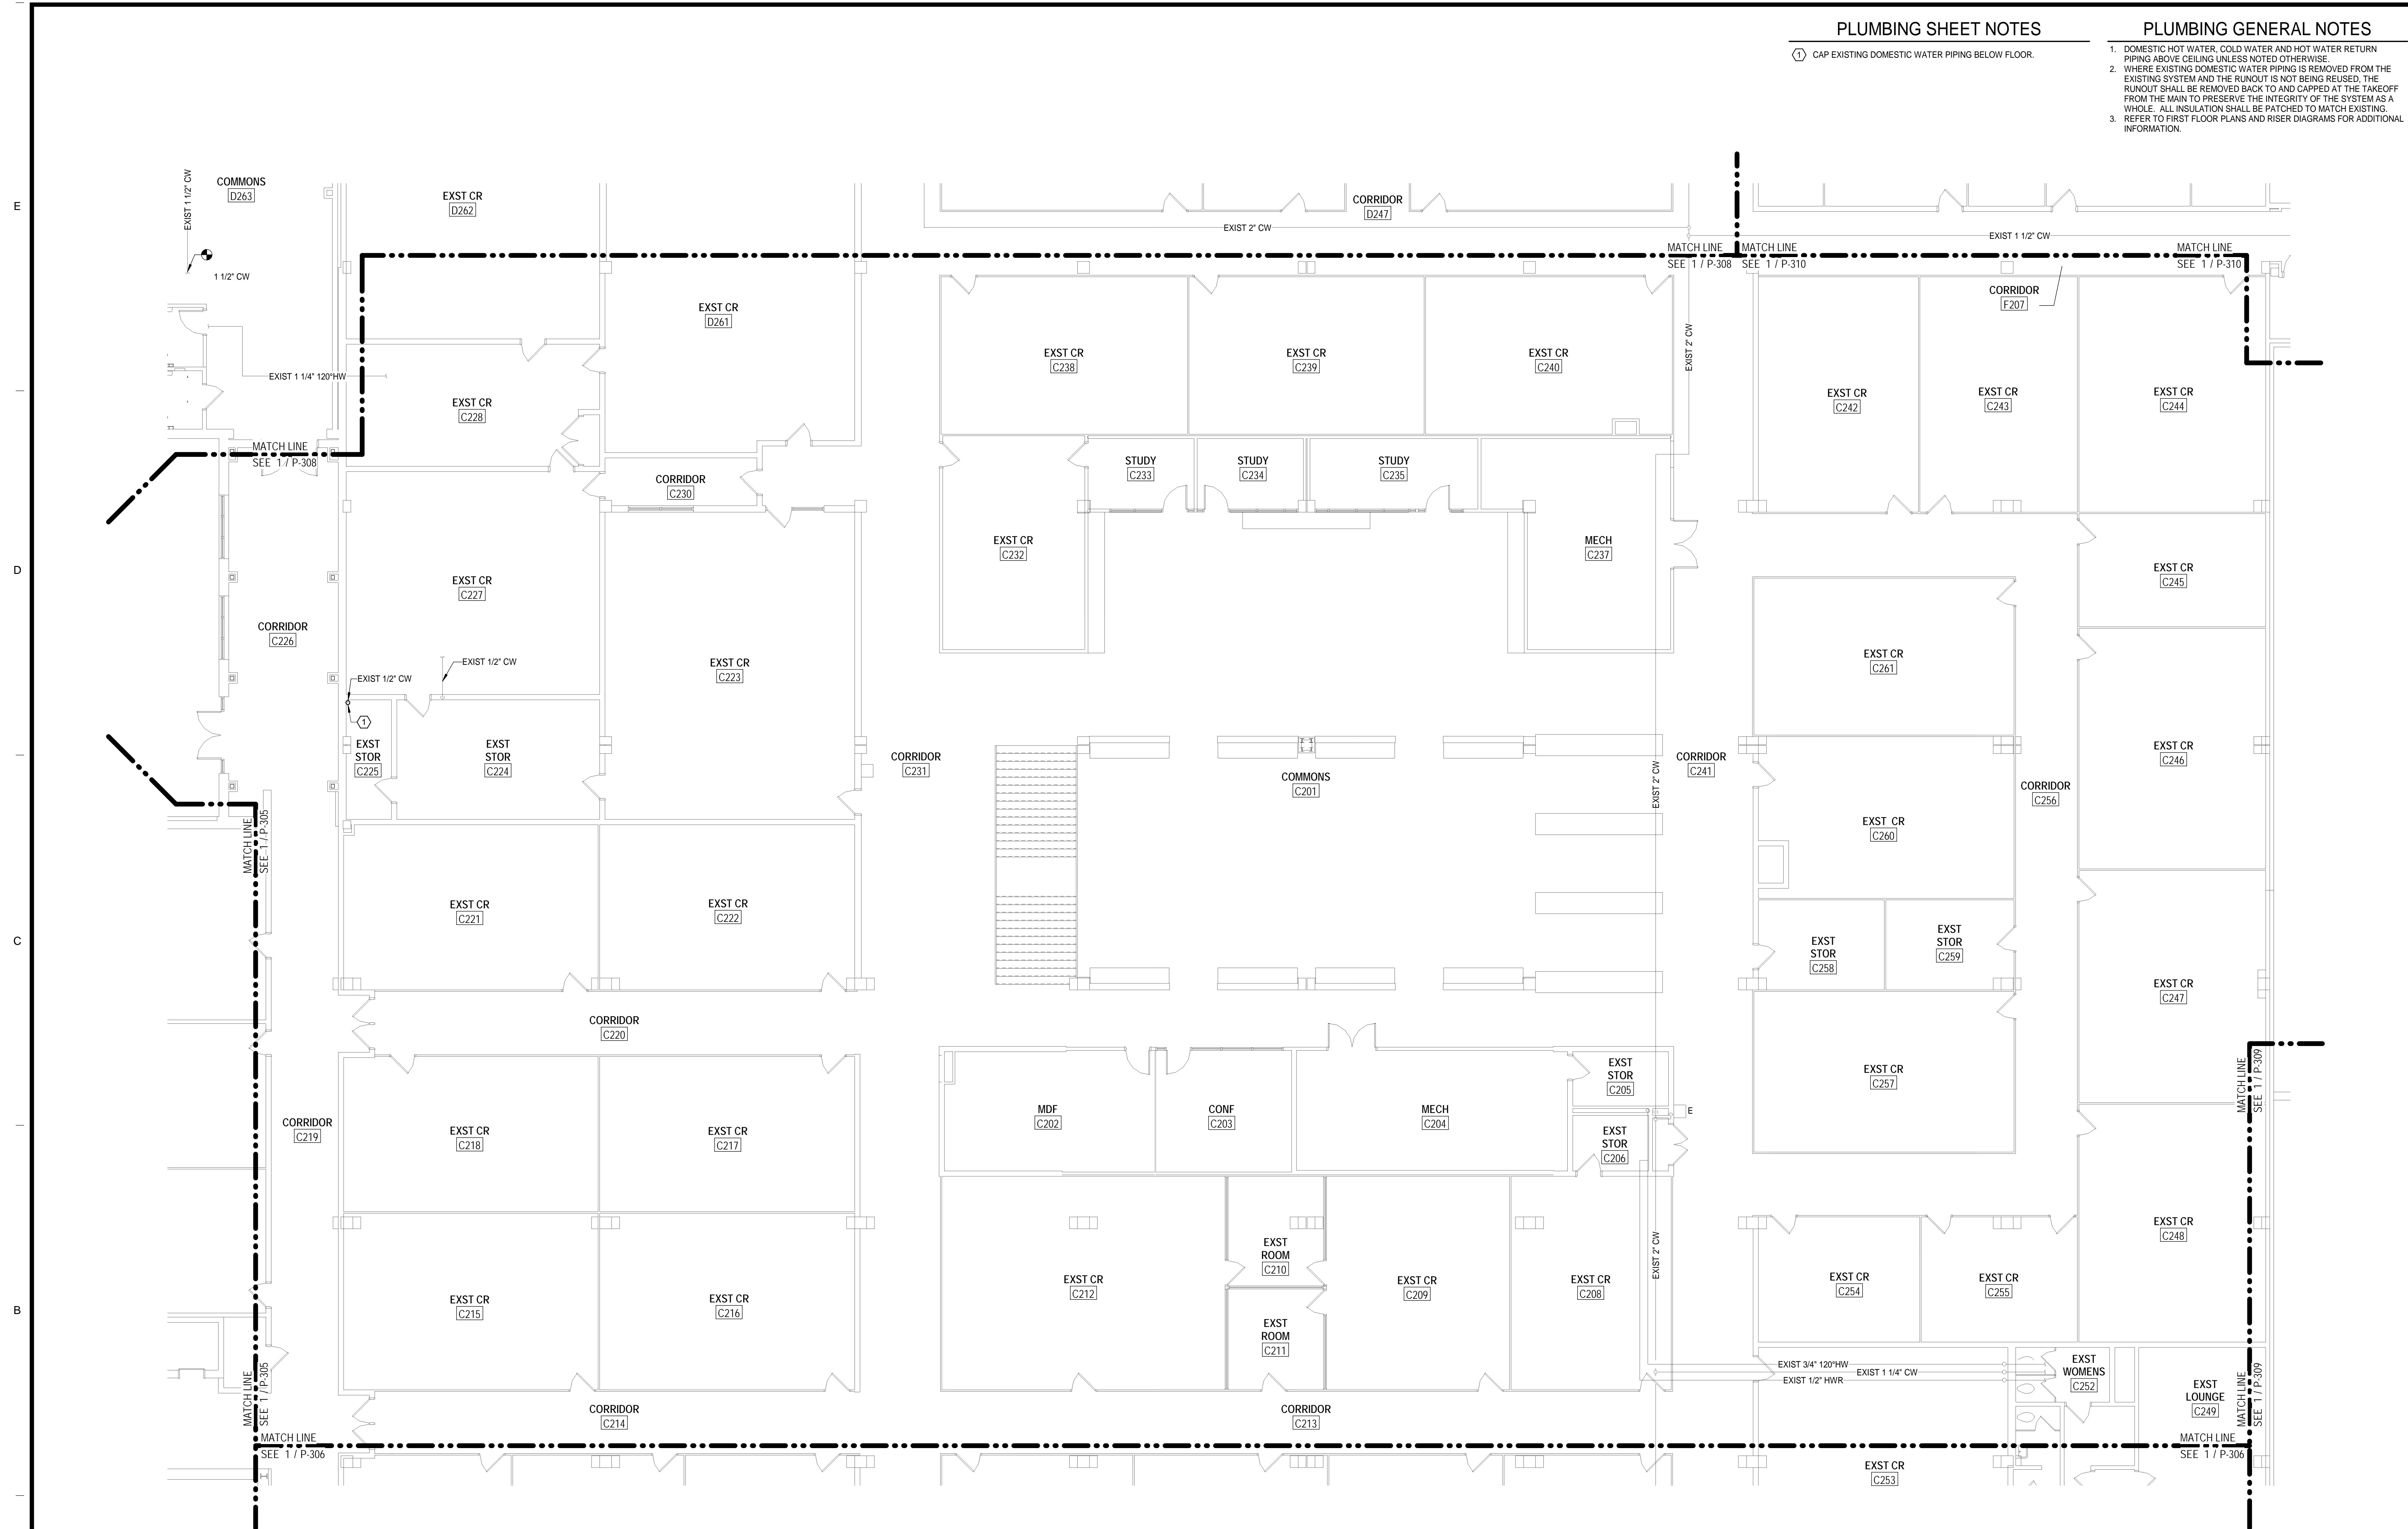 PLUMBING SHEET NOTES
1 CAP EXISTING DOMESTIC WATER PIPING BELOW FLOOR.
PLUMBING GENERAL NOTES
1. DOMESTIC HOT WATER, COLD WATER AND HOT WATER RETURN
PIPING ABOVE CEILING UNLESS NOTED OTHERWISE.
2. WHERE EXISTING DOMESTIC WATER PIPING IS REMOVED FROM THE
EXISTING SYSTEM AND THE RUNOUT IS NOT BEING REUSED, THE
RUNOUT SHALL BE REMOVED BACK TO AND CAPPED AT THE TAKEOFF
FROM THE MAIN TO PRESERVE THE INTEGRITY OF THE SYSTEM AS A
WHOLE. ALL INSULATION SHALL BE PATCHED TO MATCH EXISTING.
3. REFER TO FIRST FLOOR PLANS AND RISER DIAGRAMS FOR ADDITIONAL
INFORMATION.
E
EXIST 1 1/2" CW
COMMONS
D263
EXST CR
D262
CORRIDOR
D247
EXIST 2" CW
EXIST 1 1/2" CW
MATCH LINE
SEE 1 / P-308
MATCH LINE
SEE 1 / P-310
MATCH LINE
SEE 1 / P-310
1 1/2" CW
CORRIDOR
F207
EXST CR
D261
EXIST 2" CW
EXST CR
C238
EXST CR
C239
EXST CR
C240
EXIST 1 1/4" 120°HW
EXST CR
C228
EXST CR
C242
EXST CR
C243
EXST CR
C244
MATCH LINE
SEE 1 / P-308
STUDY
C233
STUDY
C234
STUDY
C235
CORRIDOR
C230
D
EXST CR
C232
MECH
C237
EXST CR
C245
EXST CR
C227
CORRIDOR
C226
EXIST 1/2" CW
EXIST 1/2" CW
EXST CR
C223
EXST CR
C261
1
EXST
STOR
C225
EXST
STOR
C224
CORRIDOR
C231
COMMONS
C201
EXIST 2" CW
CORRIDOR
C241
EXST CR
C246
CORRIDOR
C256
MATCH LINE
SEE 1 / P-305
EXST CR
C260
EXST CR
C221
EXST CR
C222
C
EXST
STOR
C258
EXST
STOR
C259
EXST CR
C247
CORRIDOR
C220
EXST
STOR
C205
EXST CR
C257
MATCH LINE
SEE 1 / P-309
MDF
C202
CONF
C203
MECH
C204
E
CORRIDOR
C219
EXST CR
C218
EXST CR
C217
EXST
STOR
C206
EXST CR
C248
EXST
ROOM
C210
EXIST 2" CW
EXST CR
C212
EXST CR
C209
EXST CR
C208
EXST CR
C254
EXST CR
C255
B
EXST CR
C215
EXST CR
C216
EXST
ROOM
C211
EXIST 3/4" 120°HW
EXIST 1 1/4" CW
EXIST 1/2" HWR
EXST
WOMENS
C252
EXST
LOUNGE
C249
MATCH LINE
SEE 1 / P-305
MATCH LINE
SEE 1 / P-309
CORRIDOR
C214
CORRIDOR
C213
MATCH LINE
SEE 1 / P-306
MATCH LINE
SEE 1 / P-306
EXST CR
C253